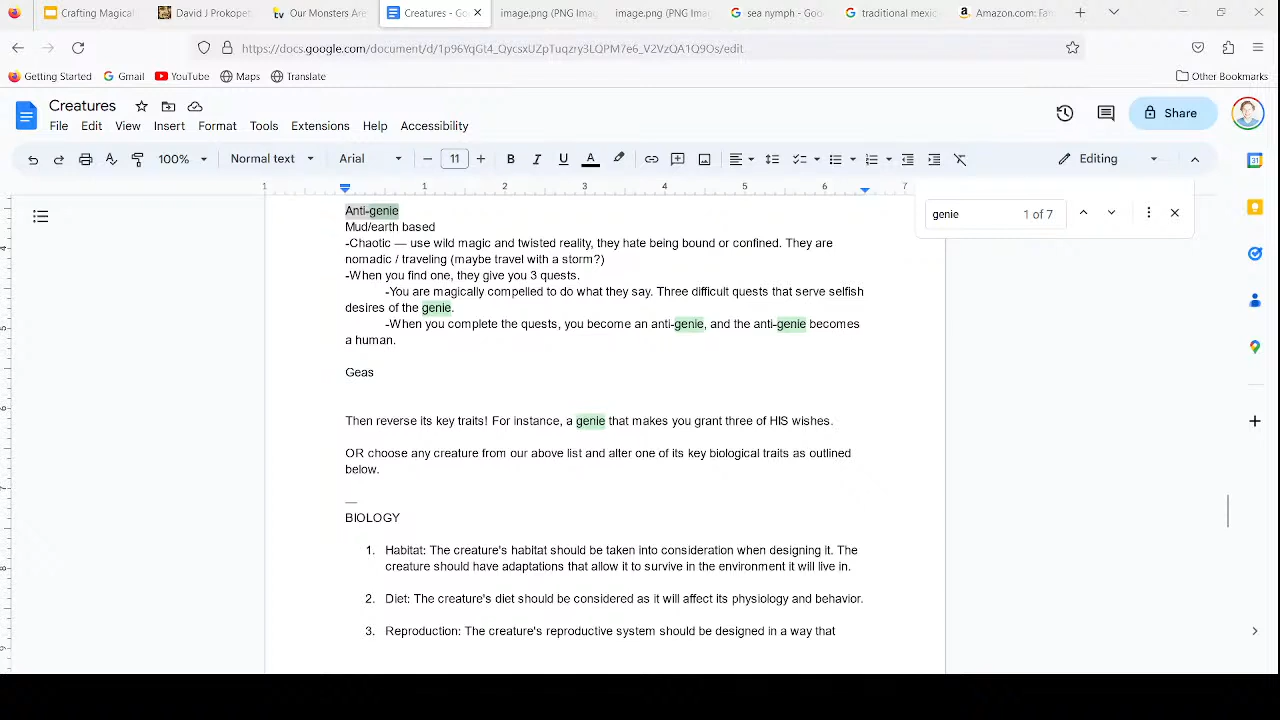 Crafting Magical
David J Prokopet
Our Monsters Are
Creatures - Go
image.png (PNG Imag
image.png (PNG Ima
sea nymph - Goo
traditional mexic
Amazon.com: Fan
https://docs.google.com/document/d/1p96YqCt4_QycsxUZpTuqzry3LQPM7e6_V2VzQA1Q9Os/edit
Getting Started
Gmail
YouTube
Maps
Translate
Other Bookmarks
Creatures
File Edit View Insert Format Tools Extensions Help Accessibility
Share
100% Normal text Arial 11 B I U A Editing
1 1 2 3 4 5 6 7
genie 1 of 7
Anti-genie
Mud/earth based
-Chaotic — use wild magic and twisted reality, they hate being bound or confined. They are
nomadic / traveling (maybe travel with a storm?)
-When you find one, they give you 3 quests.
-You are magically compelled to do what they say. Three difficult quests that serve selfish
desires of the genie.
-When you complete the quests, you become an anti-genie, and the anti-genie becomes
a human.
Geas
Then reverse its key traits! For instance, a genie that makes you grant three of HIS wishes.
OR choose any creature from our above list and alter one of its key biological traits as outlined
below.
—
BIOLOGY
1. Habitat: The creature's habitat should be taken into consideration when designing it. The
creature should have adaptations that allow it to survive in the environment it will live in.
2. Diet: The creature's diet should be considered as it will affect its physiology and behavior.
3. Reproduction: The creature's reproductive system should be designed in a way that